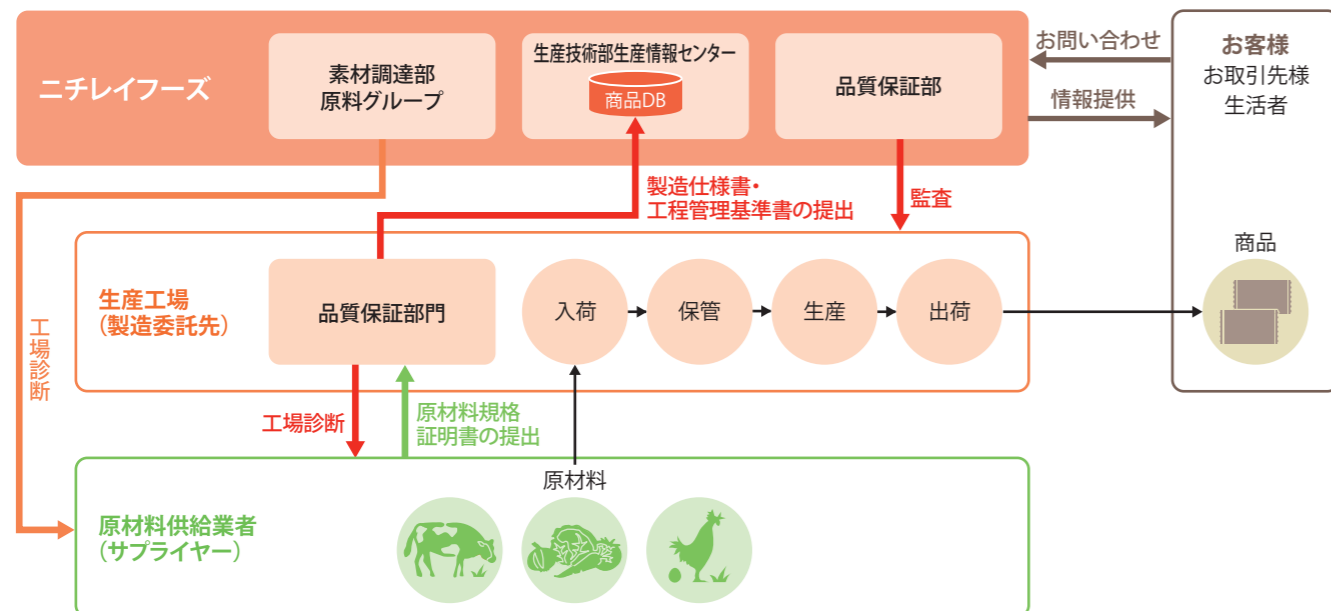 ニチレイフーズ
素材調達部
原料グループ
生産技術部生産情報センター
商品DB
品質保証部
お問い合わせ
情報提供
お客様
お取引先様
生活者
製造仕様書・
工程管理基準書の提出
監査
工場診断
生産工場
(製造委託先)
品質保証部門
入荷
保管
生産
出荷
商品
工場診断
原材料規格
証明書の提出
原材料
原材料供給業者
(サプライヤー)